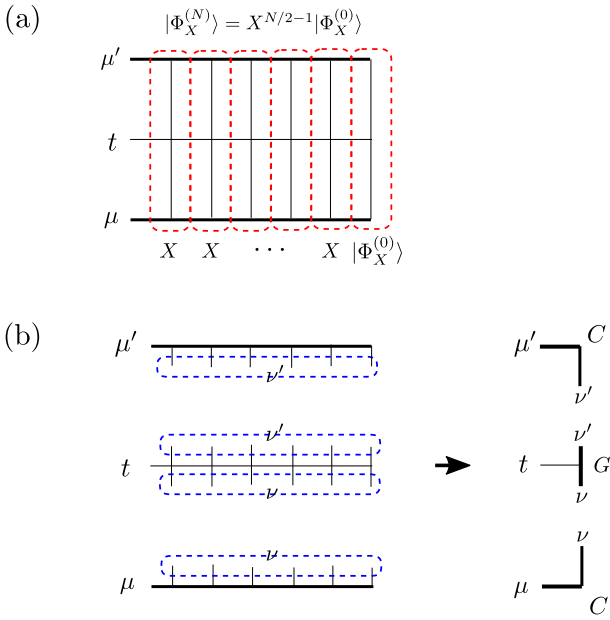 (a)
|Φ_X^{(N)}⟩ = X^{N/2−1}|Φ_X^{(0)}⟩
μ′
t
μ
X X ··· X |Φ_X^{(0)}⟩
(b)
μ′ ν′
μ′ C ν′
t ν′ ν
t ν′ G ν
μ ν
μ ν C